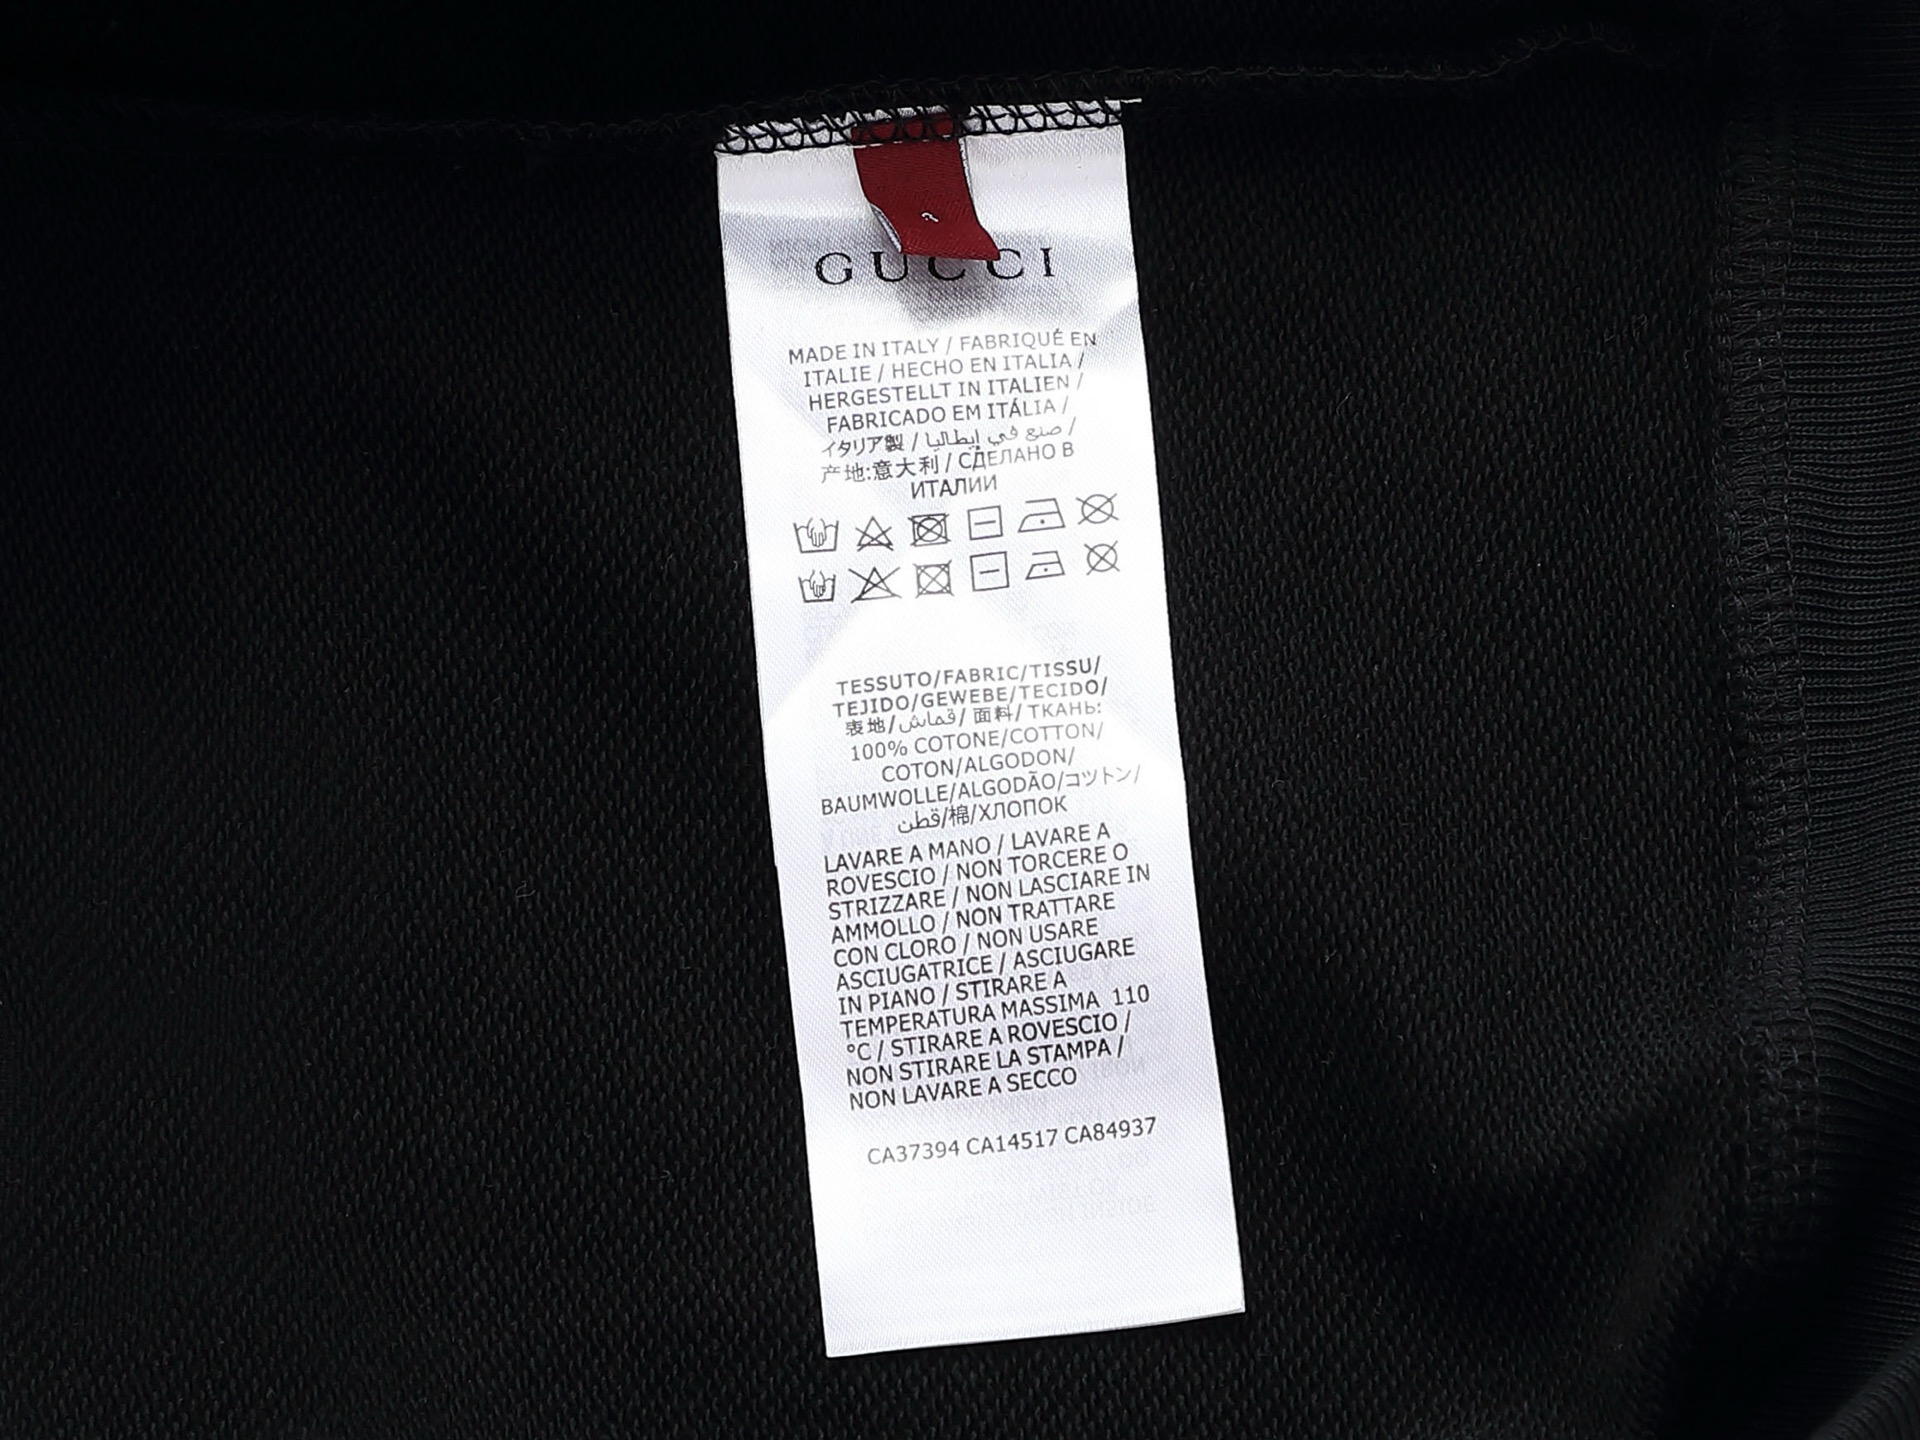 GUCCI
MADE IN ITALY / FABRIQUÉ EN
ITALIE / HECHO EN ITALIA /
HERGESTELLT IN ITALIEN /
FABRICADO EM ITÁLIA /
イタリア製 / صنع في إيطاليا /
产地:意大利 / СДЕЛАНО В
ИТАЛИИ
TESSUTO/FABRIC/TISSU/
TEJIDO/GEWEBE/TECIDO/
表地/قماش/ 面料/ ТКАНЬ:
100% COTONE/COTTON/
COTON/ALGODON/
BAUMWOLLE/ALGODÃO/コットン/
قطن/棉/ХЛОПОК
LAVARE A MANO / LAVARE A
ROVESCIO / NON TORCERE O
STRIZZARE / NON LASCIARE IN
AMMOLLO / NON TRATTARE
CON CLORO / NON USARE
ASCIUGATRICE / ASCIUGARE
IN PIANO / STIRARE A
TEMPERATURA MASSIMA 110
°C / STIRARE A ROVESCIO /
NON STIRARE LA STAMPA /
NON LAVARE A SECCO
CA37394 CA14517 CA84937